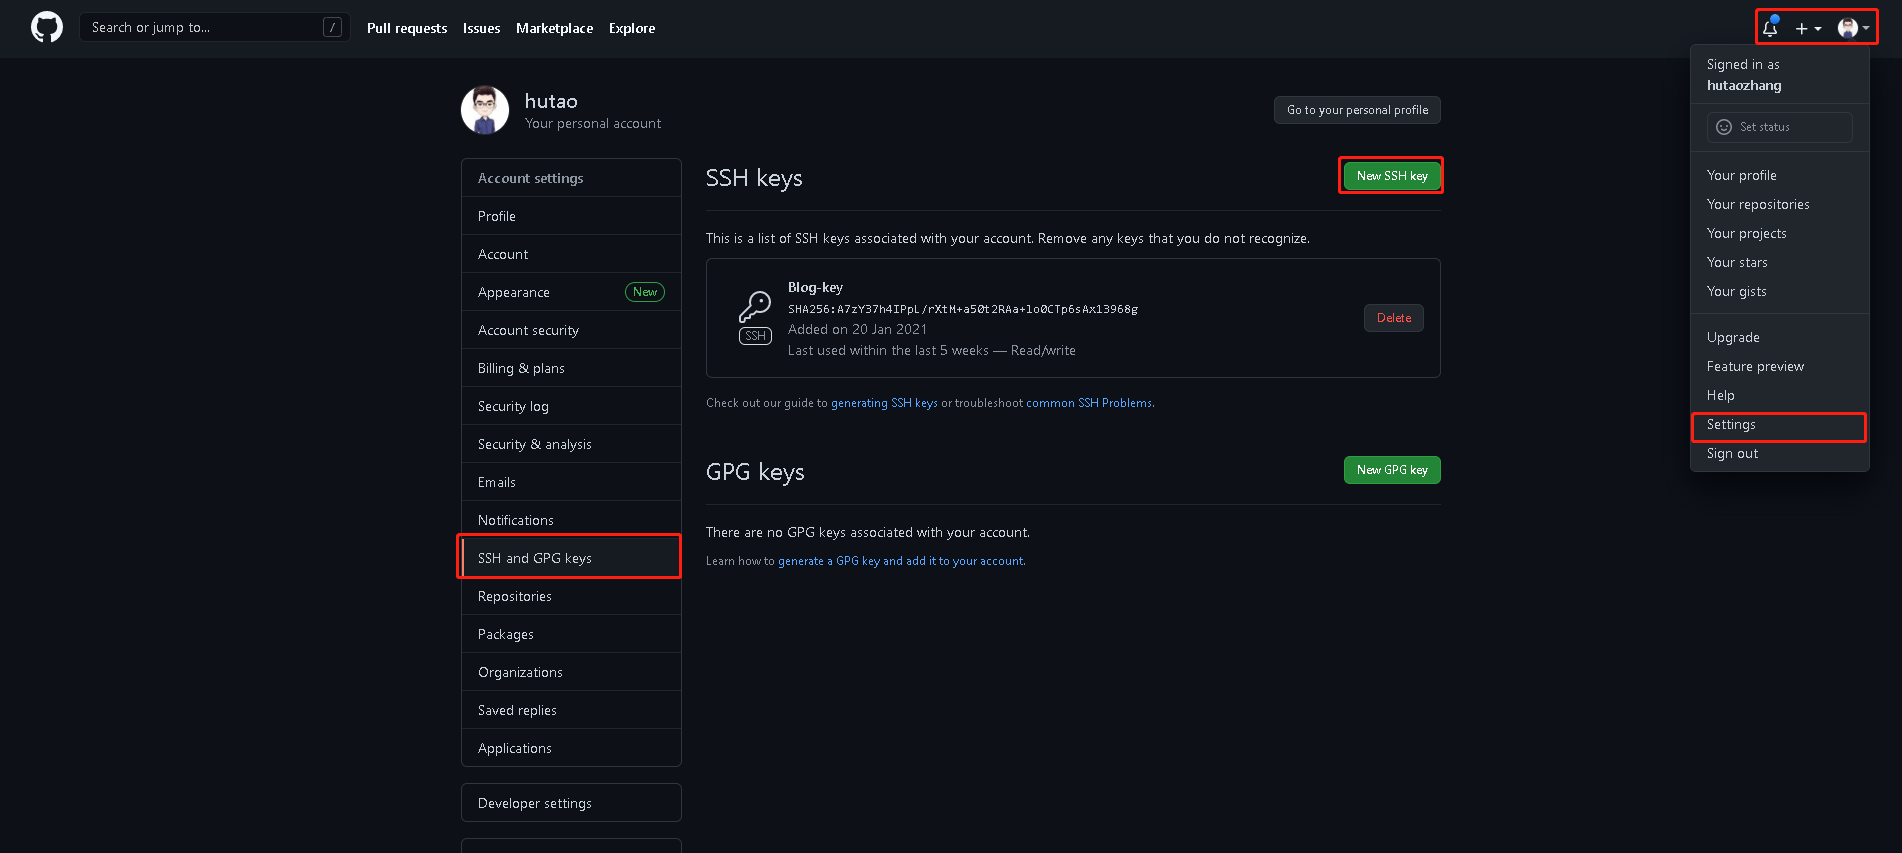 Search or jump to... /
Pull requests Issues Marketplace Explore
Signed in as
hutaozhang
Set status
Your profile
Your repositories
Your projects
Your stars
Your gists
Upgrade
Feature preview
Help
Settings
Sign out
hutao
Your personal account
Go to your personal profile
Account settings
Profile
Account
Appearance New
Account security
Billing & plans
Security log
Security & analysis
Emails
Notifications
SSH and GPG keys
Repositories
Packages
Organizations
Saved replies
Applications
Developer settings
SSH keys
New SSH key
This is a list of SSH keys associated with your account. Remove any keys that you do not recognize.
Blog-key
SHA256:A7zY37h4IPpL/rXtM+a50t2RAa+lo0CTp6sAx13968g
Added on 20 Jan 2021
Last used within the last 5 weeks — Read/write
SSH
Delete
Check out our guide to generating SSH keys or troubleshoot common SSH Problems.
GPG keys
New GPG key
There are no GPG keys associated with your account.
Learn how to generate a GPG key and add it to your account.